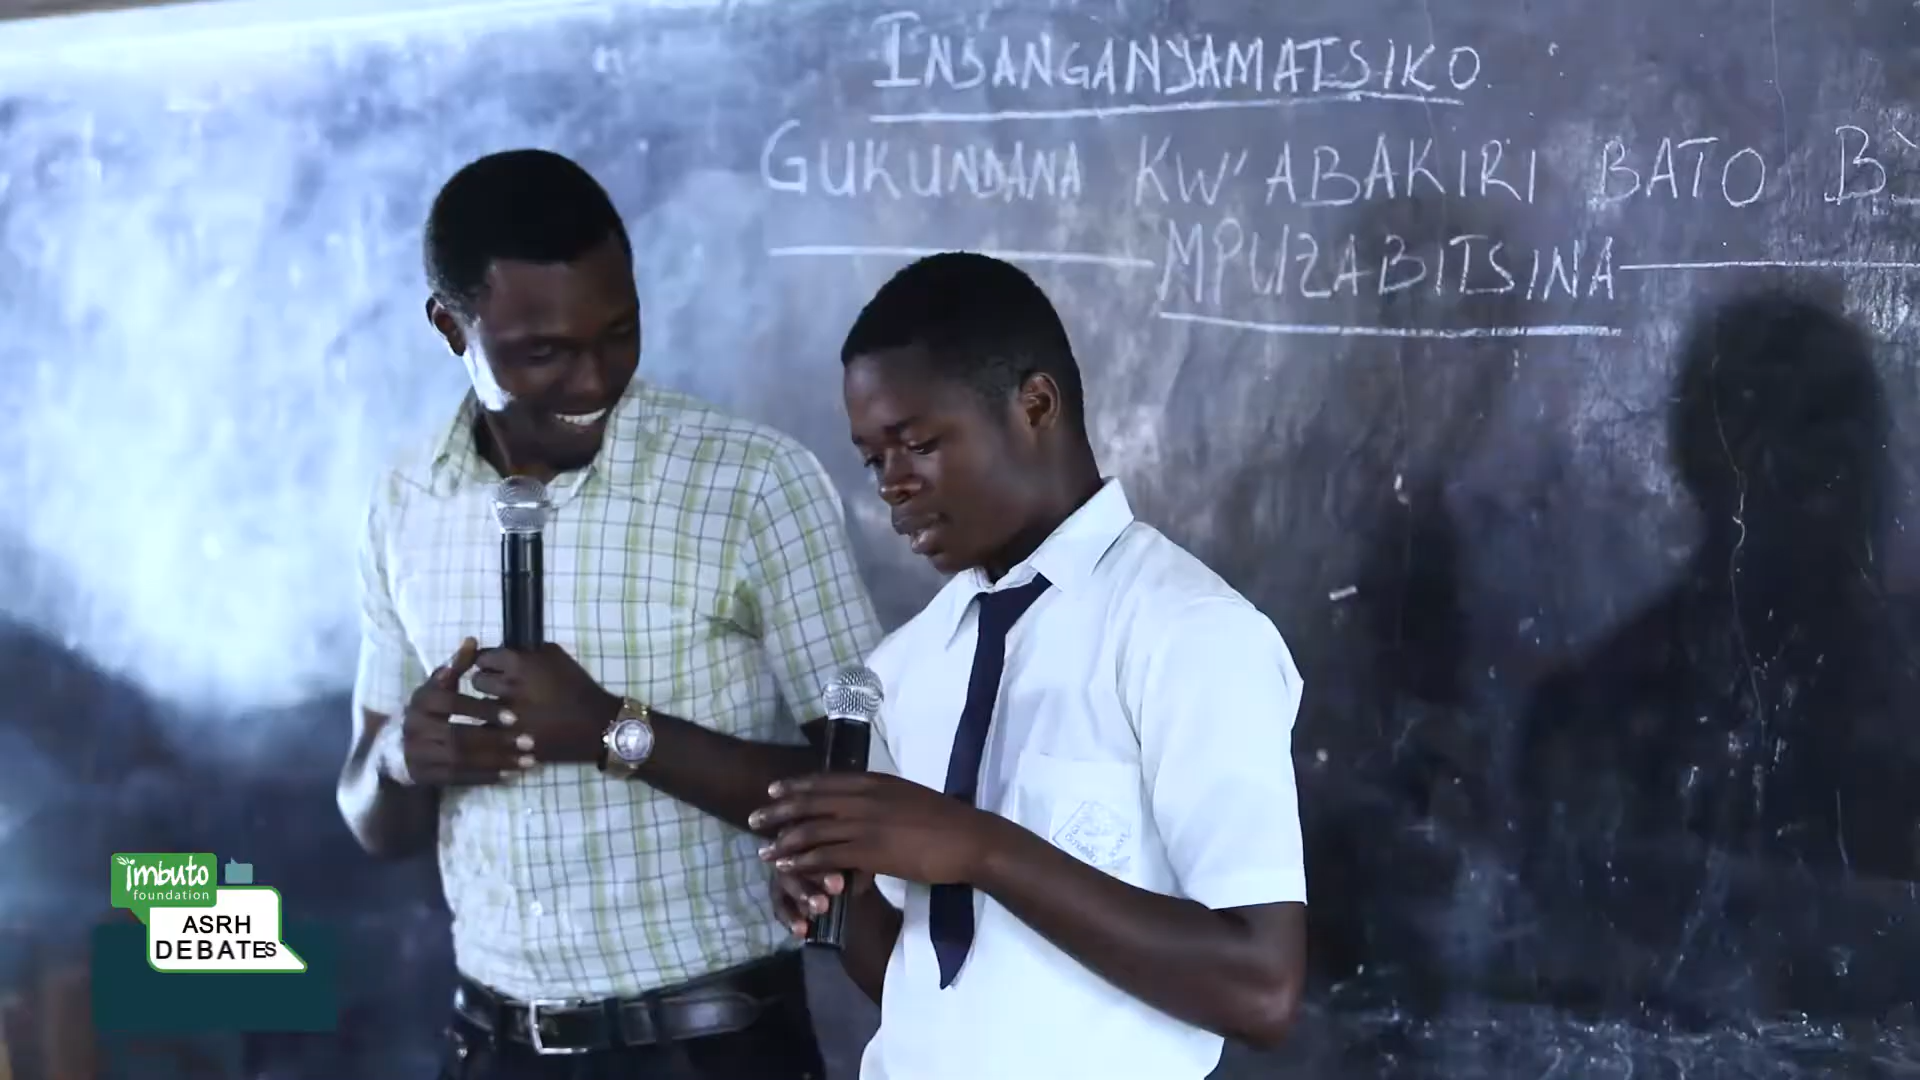 INSANGANYAMATSIKO
GUKUNDANA KW'ABAKIRI BATO
MPUZABITSINA
imbuto
foundation
ASRH
DEBATES